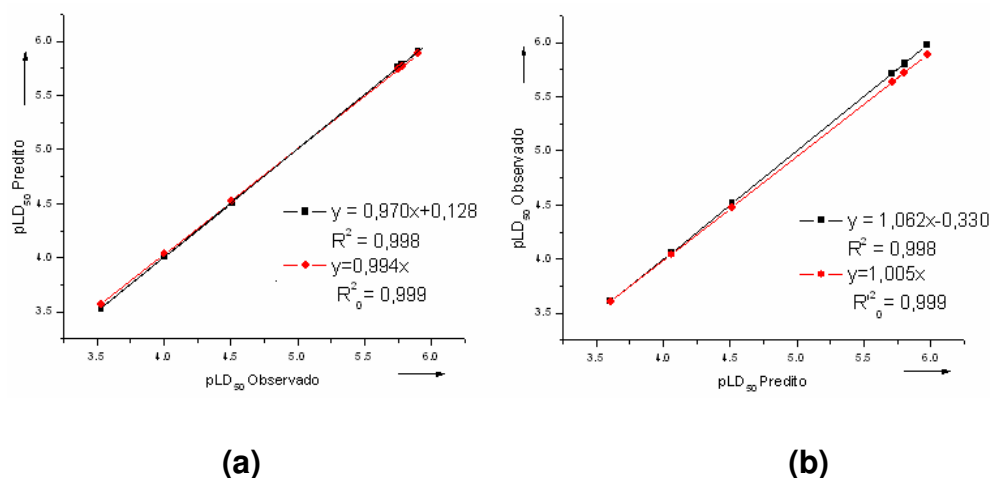 6.0
5.5
5.0
4.5
4.0
3.5
pLD50 Predito
y = 0,970x+0,128
R2 = 0,998
y=0,994x
R20 = 0,999
3.5 4.0 4.5 5.0 5.5 6.0
pLD50 Observado
(a)
6.0
5.5
5.0
4.5
4.0
3.5
pLD50 Observado
y = 1,062x-0,330
R2 = 0,998
y=1,005x
R'20 = 0,999
3.5 4.0 4.5 5.0 5.5 6.0
pLD50 Predito
(b)